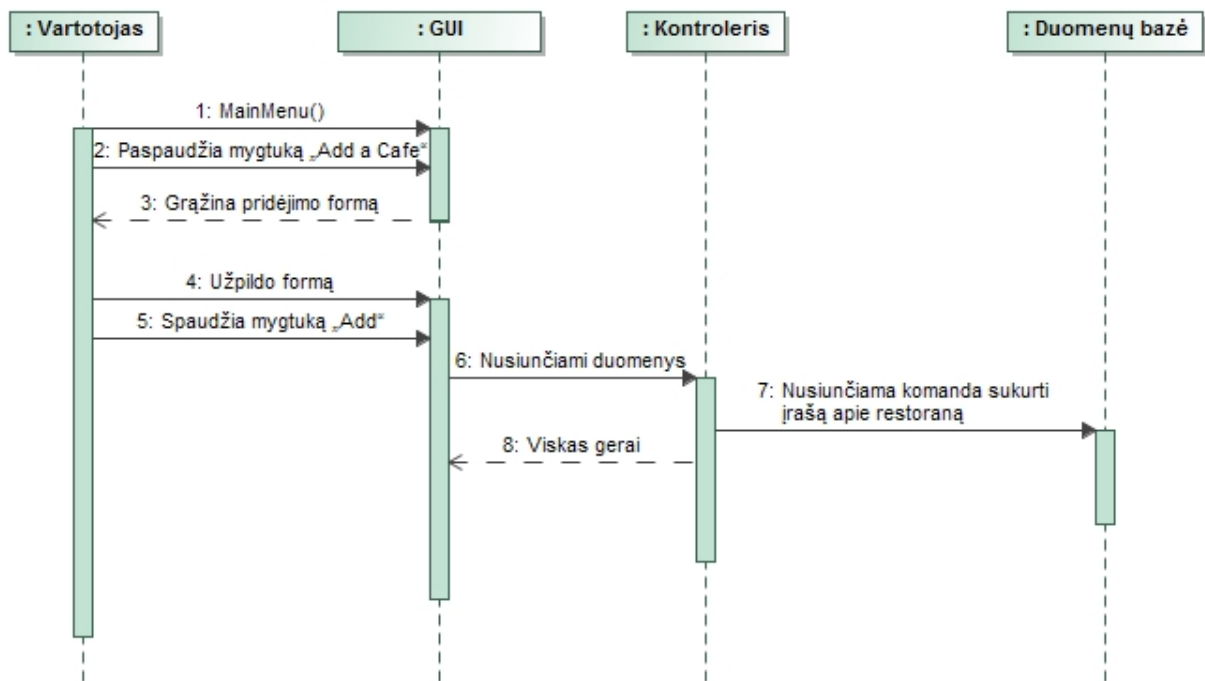 : Vartotojas
: GUI
: Kontroleris
: Duomenų bazė
1: MainMenu()
2: Paspaudžia mygtuką „Add a Cafe“
3: Grąžina pridėjimo formą
4: Užpildo formą
5: Spaudžia mygtuką „Add“
6: Nusiunčiami duomenys
7: Nusiunčiama komanda sukurti
įrašą apie restoraną
8: Viskas gerai